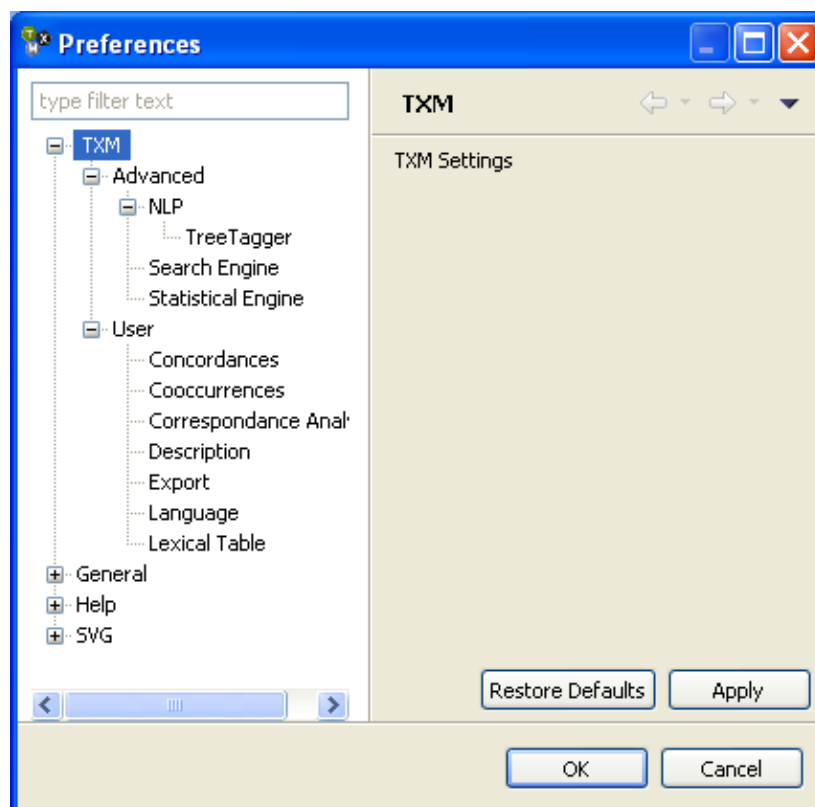 Preferences
type filter text
TXM
TXM
TXM Settings
Advanced
NLP
TreeTagger
Search Engine
Statistical Engine
User
Concordances
Cooccurrences
Correspondance Anal
Description
Export
Language
Lexical Table
General
Help
SVG
Restore Defaults Apply
OK Cancel